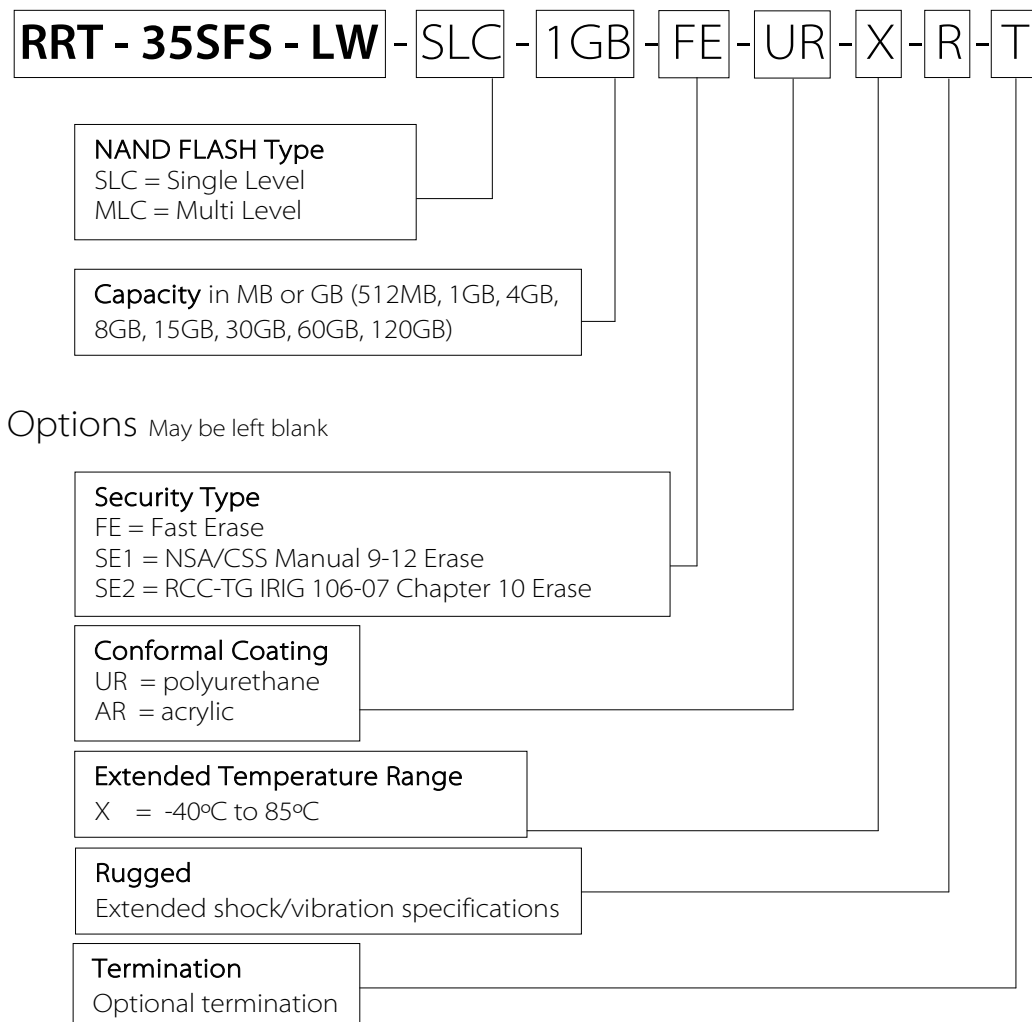 RRT - 35SFS - LW - SLC - 1GB - FE - UR - X - R - T
NAND FLASH Type
SLC = Single Level
MLC = Multi Level
Capacity in MB or GB (512MB, 1GB, 4GB,
8GB, 15GB, 30GB, 60GB, 120GB)
Options May be left blank
Security Type
FE = Fast Erase
SE1 = NSA/CSS Manual 9-12 Erase
SE2 = RCC-TG IRIG 106-07 Chapter 10 Erase
Conformal Coating
UR = polyurethane
AR = acrylic
Extended Temperature Range
X = -40ºC to 85ºC
Rugged
Extended shock/vibration specifications
Termination
Optional termination